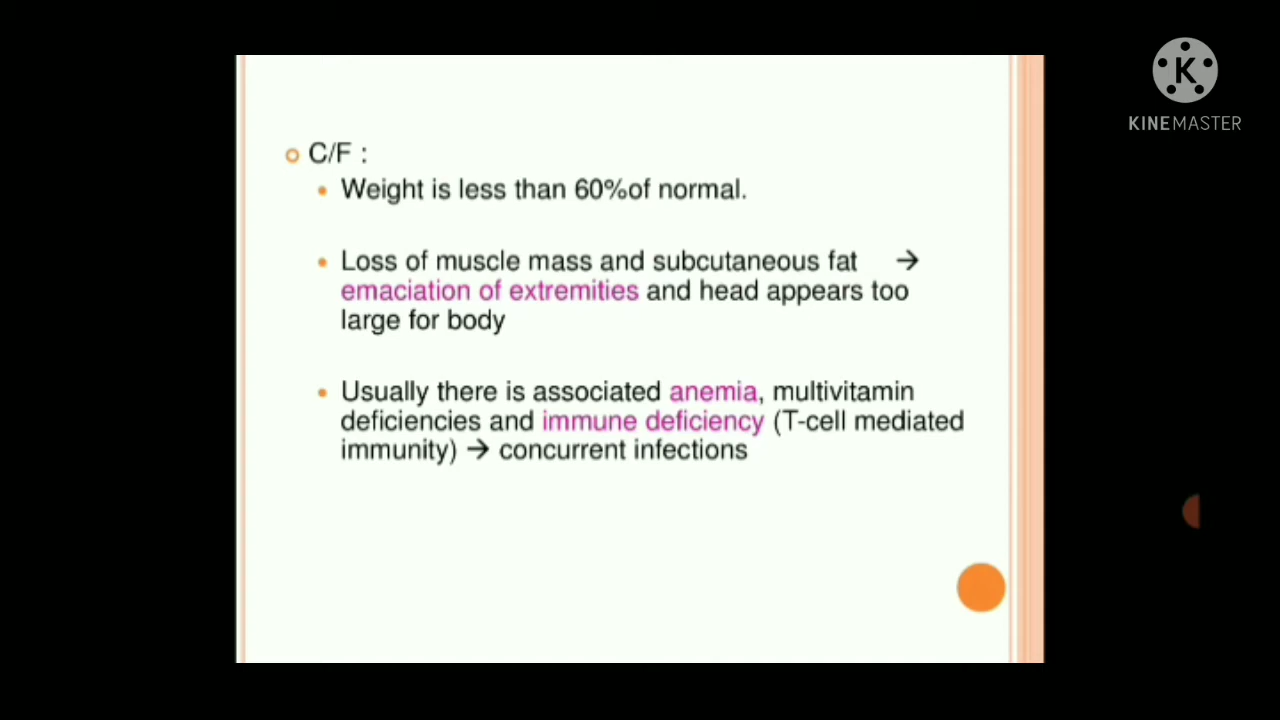 C/F :
Weight is less than 60%of normal.
Loss of muscle mass and subcutaneous fat →
emaciation of extremities and head appears too
large for body
Usually there is associated anemia, multivitamin
deficiencies and immune deficiency (T-cell mediated
immunity) → concurrent infections
K
KINEMASTER